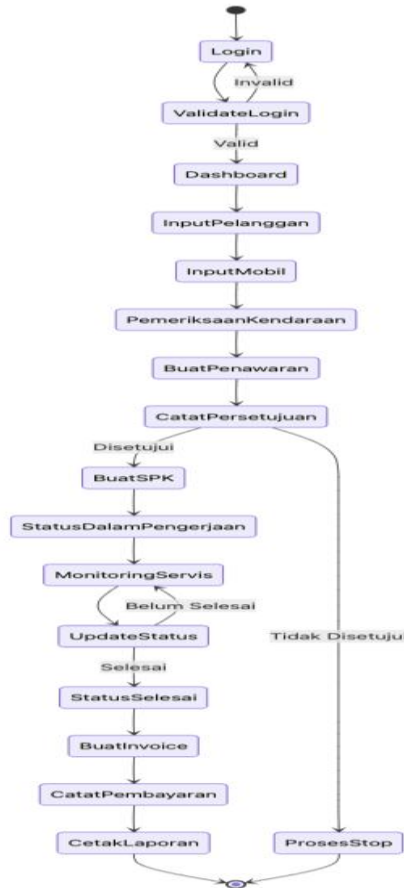 Login
Invalid
ValidateLogin
Valid
Dashboard
InputPelanggan
InputMobil
PemeriksaanKendaraan
BuatPenawaran
CatatPersetujuan
Disetujui
BuatSPK
StatusDalamPengerjaan
MonitoringServis
Belum Selesai
UpdateStatus
Tidak Disetujui
Selesai
StatusSelesai
BuatInvoice
CatatPembayaran
CetakLaporan
ProsesStop